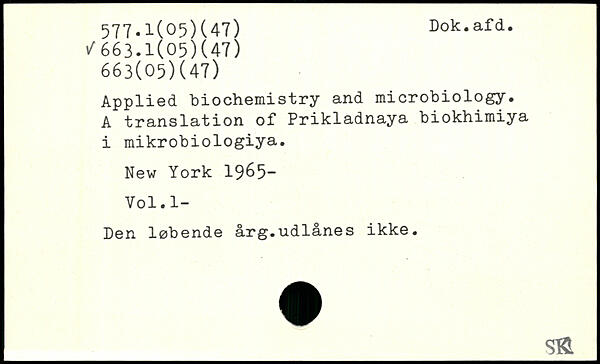 577.1(05)(47) Dok.afd.
√ 663.1(05)(47)
663(05)(47)
Applied biochemistry and microbiology.
A translation of Prikladnaya biokhimiya
i mikrobiologiya.
New York 1965-
Vol.1-
Den løbende årg.udlånes ikke.
SK